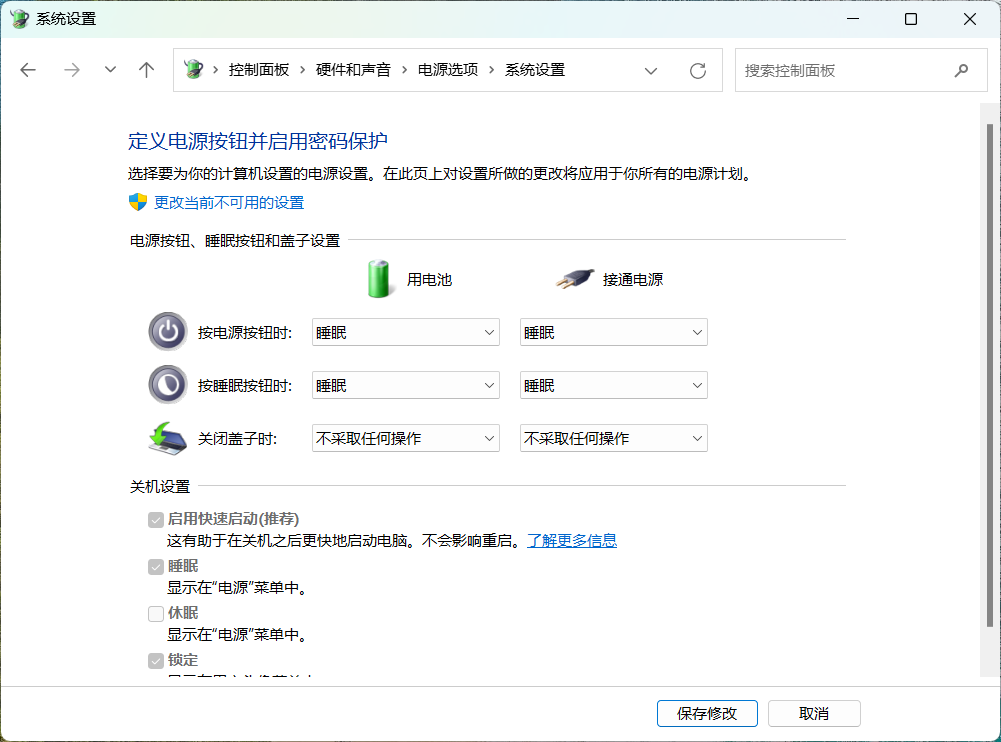 系统设置
控制面板 > 硬件和声音 > 电源选项 > 系统设置
搜索控制面板
定义电源按钮并启用密码保护
选择要为你的计算机设置的电源设置。在此页上对设置所做的更改将应用于你所有的电源计划。
更改当前不可用的设置
电源按钮、睡眠按钮和盖子设置
用电池 接通电源
按电源按钮时: 睡眠 睡眠
按睡眠按钮时: 睡眠 睡眠
关闭盖子时: 不采取任何操作 不采取任何操作
关机设置
启用快速启动(推荐)
这有助于在关机之后更快地启动电脑。不会影响重启。了解更多信息
睡眠
显示在“电源”菜单中。
休眠
显示在“电源”菜单中。
锁定
保存修改 取消